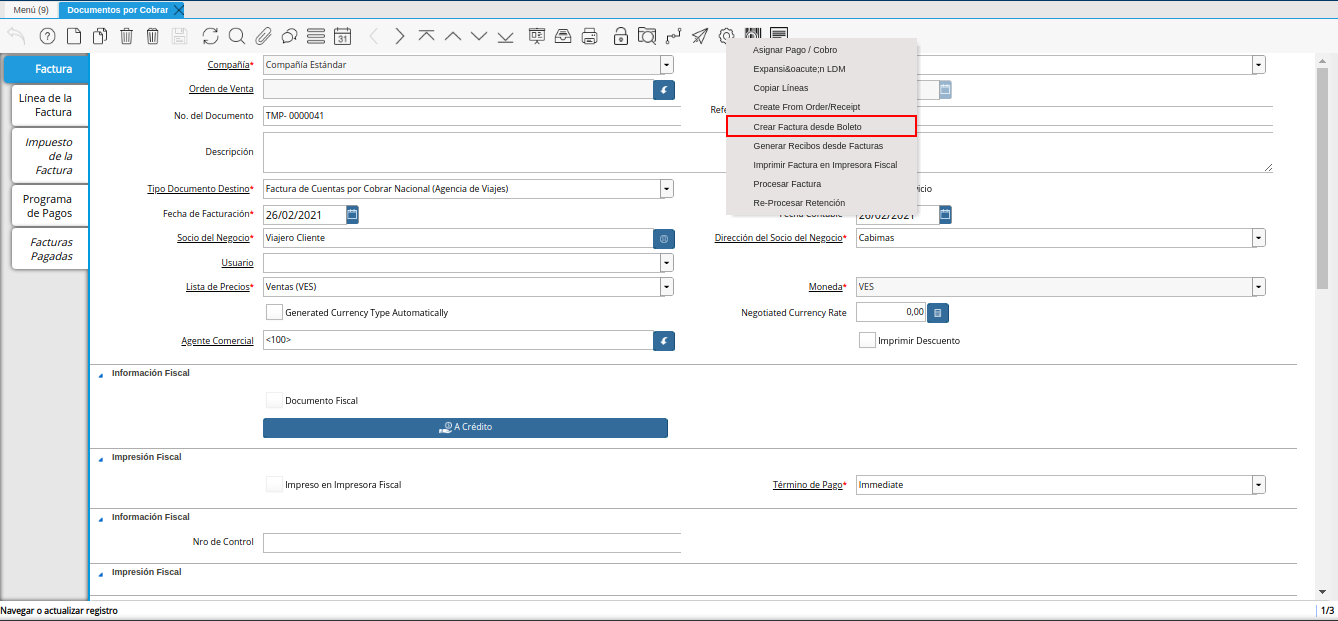 Menú (9)
Documentos por Cobrar
31
Factura
Línea de la
Factura
Impuesto
de la
Factura
Programa
de Pagos
Facturas
Pagadas
Compañía*
Compañía Estándar
Orden de Venta
No. del Documento
TMP- 0000041
Refe
Descripción
Asignar Pago / Cobro
Expansi&oacute;n LDM
Copiar Líneas
Create From Order/Receipt
Crear Factura desde Boleto
Generar Recibos desde Facturas
Imprimir Factura en Impresora Fiscal
Procesar Factura
Re-Procesar Retención
Tipo Documento Destino*
Factura de Cuentas por Cobrar Nacional (Agencia de Viajes)
vicio
Fecha de Facturación*
26/02/2021
Fecha Contable*
26/02/2021
Socio del Negocio*
Viajero Cliente
Dirección del Socio del Negocio*
Cabimas
Usuario
Lista de Precios*
Ventas (VES)
Moneda*
VES
Generated Currency Type Automatically
Negotiated Currency Rate
0,00
Agente Comercial
<100>
Imprimir Descuento
Información Fiscal
Documento Fiscal
A Crédito
Impresión Fiscal
Impreso en Impresora Fiscal
Término de Pago*
Immediate
Información Fiscal
Nro de Control
Impresión Fiscal
Navegar o actualizar registro
1/3